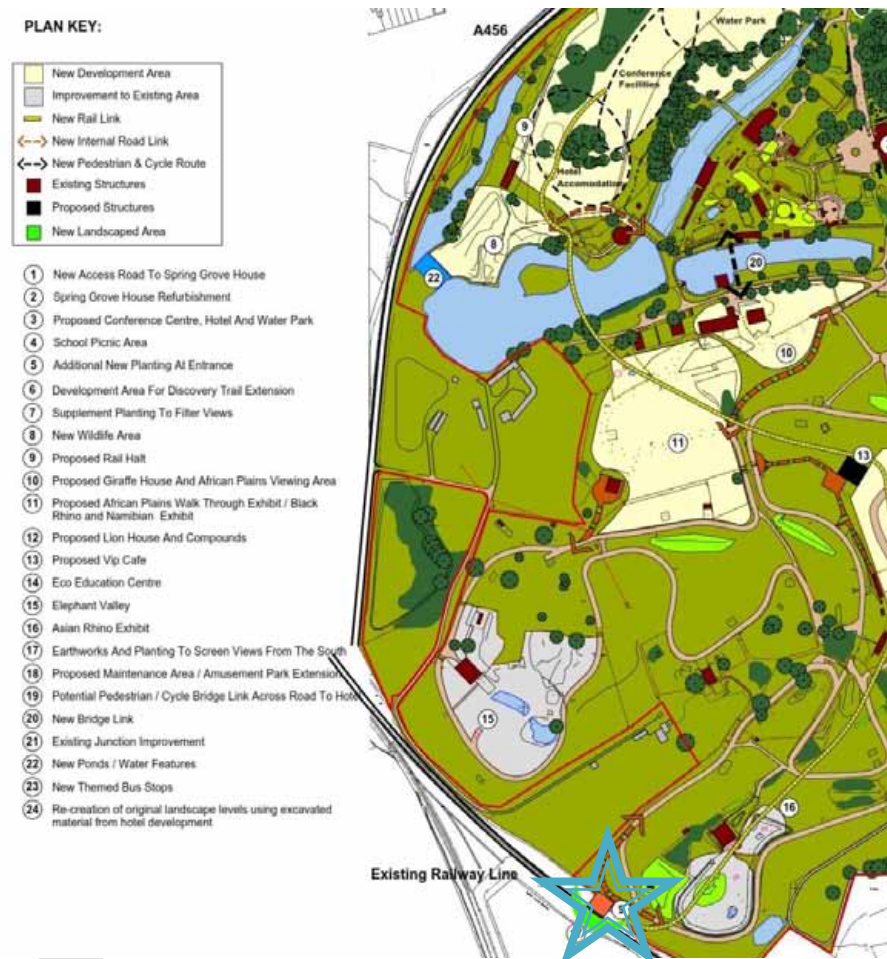 PLAN KEY:
New Development Area
Improvement to Existing Area
New Rail Link
New Internal Road Link
New Pedestrian & Cycle Route
Existing Structures
Proposed Structures
New Landscaped Area
1 New Access Road To Spring Grove House
2 Spring Grove House Refurbishment
3 Proposed Conference Centre, Hotel And Water Park
4 School Picnic Area
5 Additional New Planting At Entrance
6 Development Area For Discovery Trail Extension
7 Supplement Planting To Filter Views
8 New Wildlife Area
9 Proposed Rail Halt
10 Proposed Giraffe House And African Plains Viewing Area
11 Proposed African Plains Walk Through Exhibit / Black
Rhino and Namibian Exhibit
12 Proposed Lion House And Compounds
13 Proposed Vip Cafe
14 Eco Education Centre
15 Elephant Valley
16 Asian Rhino Exhibit
17 Earthworks And Planting To Screen Views From The South
18 Proposed Maintenance Area / Amusement Park Extension
19 Potential Pedestrian / Cycle Bridge Link Across Road To Hotel
20 New Bridge Link
21 Existing Junction Improvement
22 New Ponds / Water Features
23 New Themed Bus Stops
24 Re-creation of original landscape levels using excavated
material from hotel development
A456
Water Park
Conference
Facilities
9
Hotel
Accomodation
8
22
20
10
11
13
15
16
Existing Railway Line